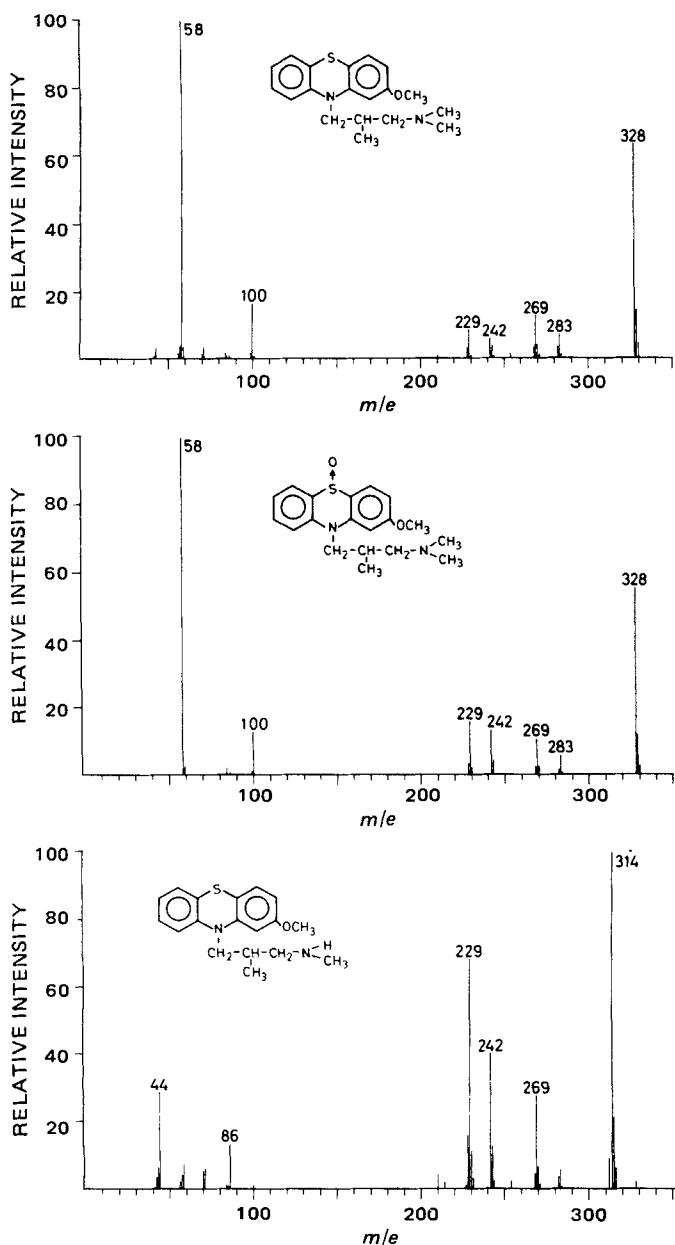 RELATIVE INTENSITY
100
80
60
40
20
58
100
229
242
269
283
328
S
N
OCH₃
CH₂–CH–CH₂–N
CH₃
CH₃
CH₃
100
200
300
m/e
RELATIVE INTENSITY
100
80
60
40
20
58
100
229
242
269
283
328
O
S
N
OCH₃
CH₂–CH–CH₂–N
CH₃
CH₃
CH₃
100
200
300
m/e
RELATIVE INTENSITY
100
80
60
40
20
44
86
229
242
269
314
S
N
OCH₃
CH₂–CH–CH₂–N
H
CH₃
CH₃
100
200
300
m/e